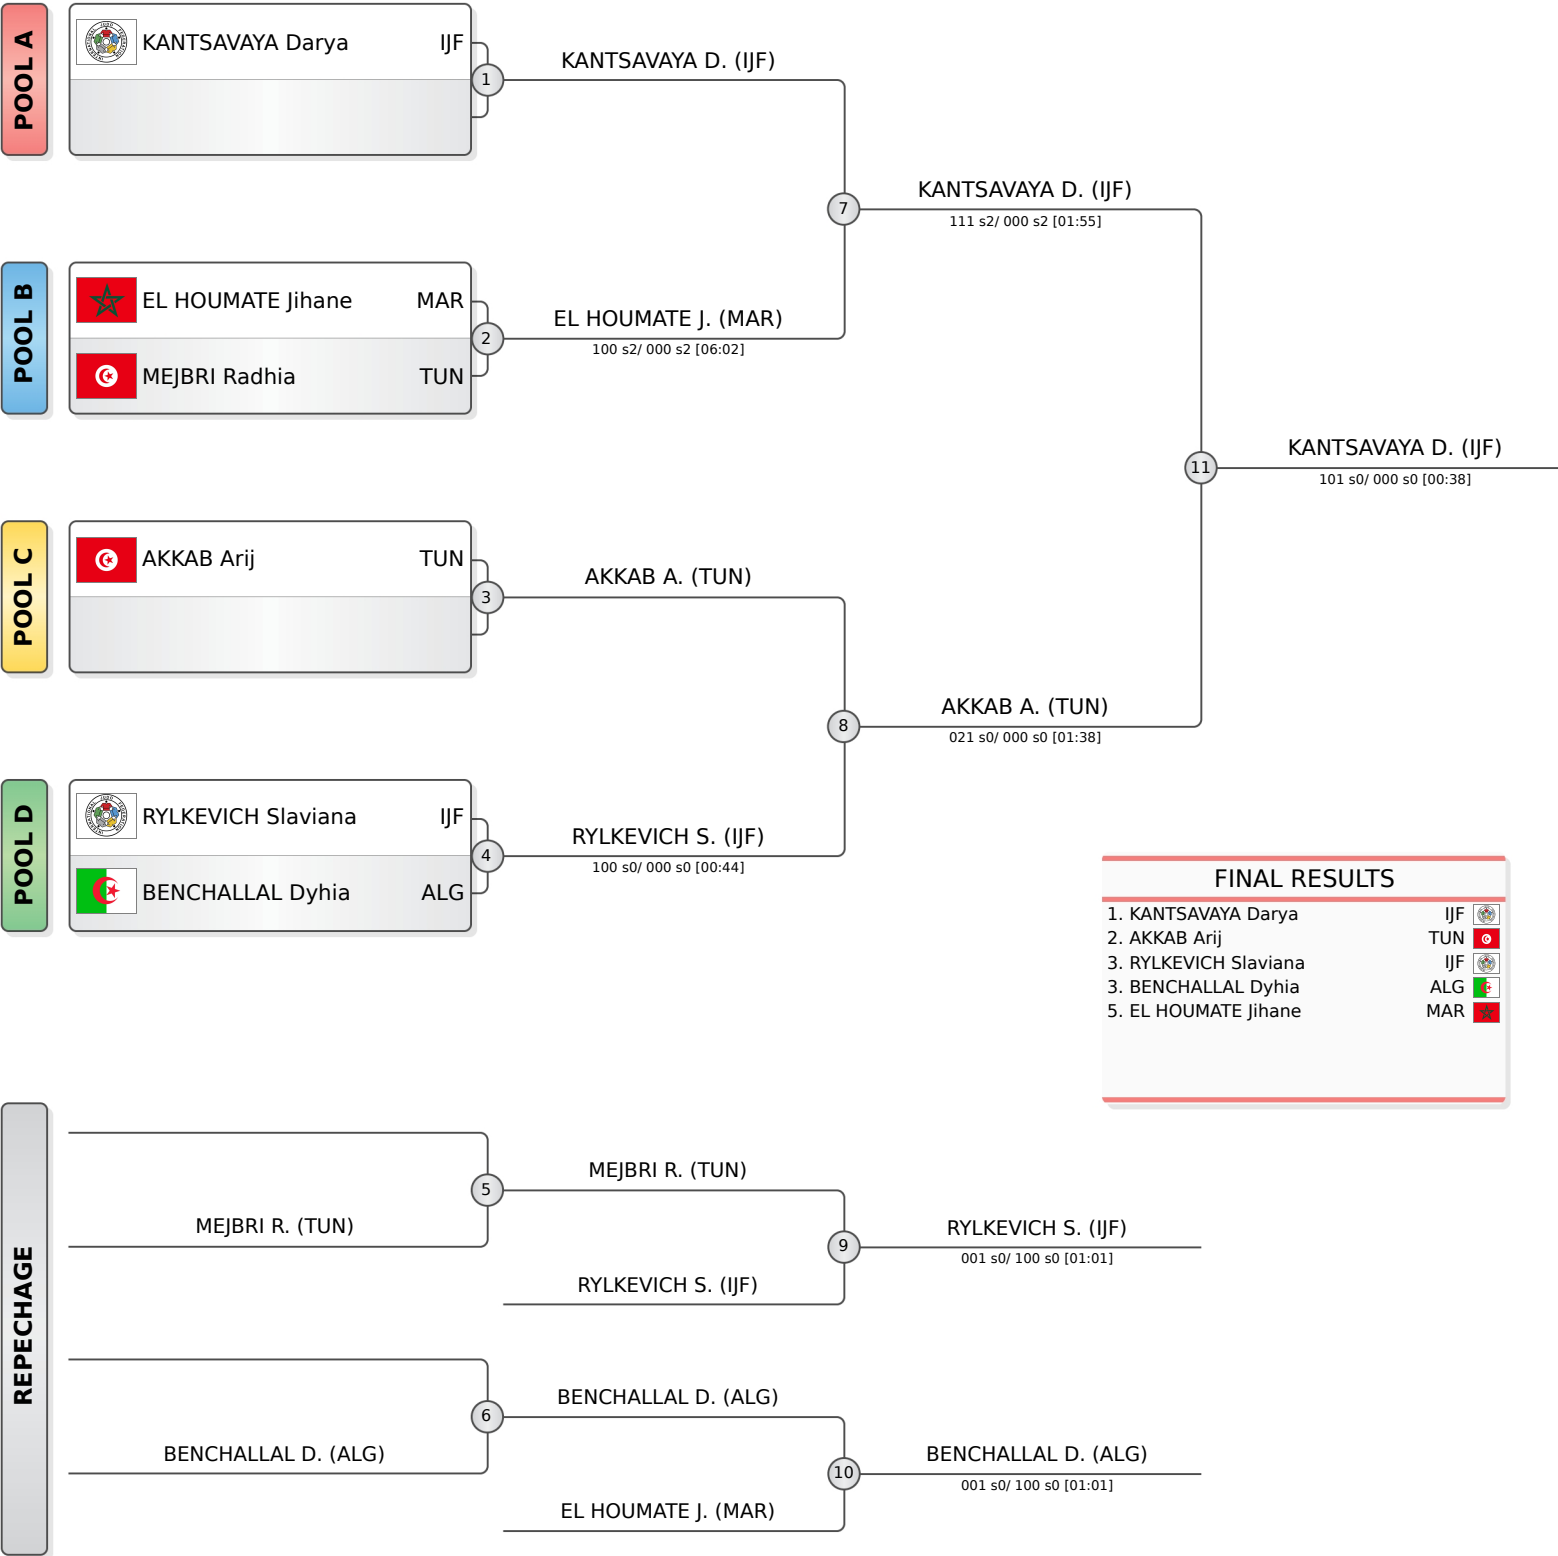 POOL A
KANTSAVAYA Darya IJF
1
KANTSAVAYA D. (IJF)
7
KANTSAVAYA D. (IJF)
111 s2/ 000 s2 [01:55]
POOL B
EL HOUMATE Jihane MAR
MEJBRI Radhia TUN
2
EL HOUMATE J. (MAR)
100 s2/ 000 s2 [06:02]
11
KANTSAVAYA D. (IJF)
101 s0/ 000 s0 [00:38]
POOL C
AKKAB Arij TUN
3
AKKAB A. (TUN)
8
AKKAB A. (TUN)
021 s0/ 000 s0 [01:38]
POOL D
RYLKEVICH Slaviana IJF
BENCHALLAL Dyhia ALG
4
RYLKEVICH S. (IJF)
100 s0/ 000 s0 [00:44]
FINAL RESULTS
1. KANTSAVAYA Darya IJF
2. AKKAB Arij TUN
3. RYLKEVICH Slaviana IJF
3. BENCHALLAL Dyhia ALG
5. EL HOUMATE Jihane MAR
REPECHAGE
MEJBRI R. (TUN)
5
MEJBRI R. (TUN)
RYLKEVICH S. (IJF)
9
RYLKEVICH S. (IJF)
001 s0/ 100 s0 [01:01]
BENCHALLAL D. (ALG)
6
BENCHALLAL D. (ALG)
EL HOUMATE J. (MAR)
10
BENCHALLAL D. (ALG)
001 s0/ 100 s0 [01:01]